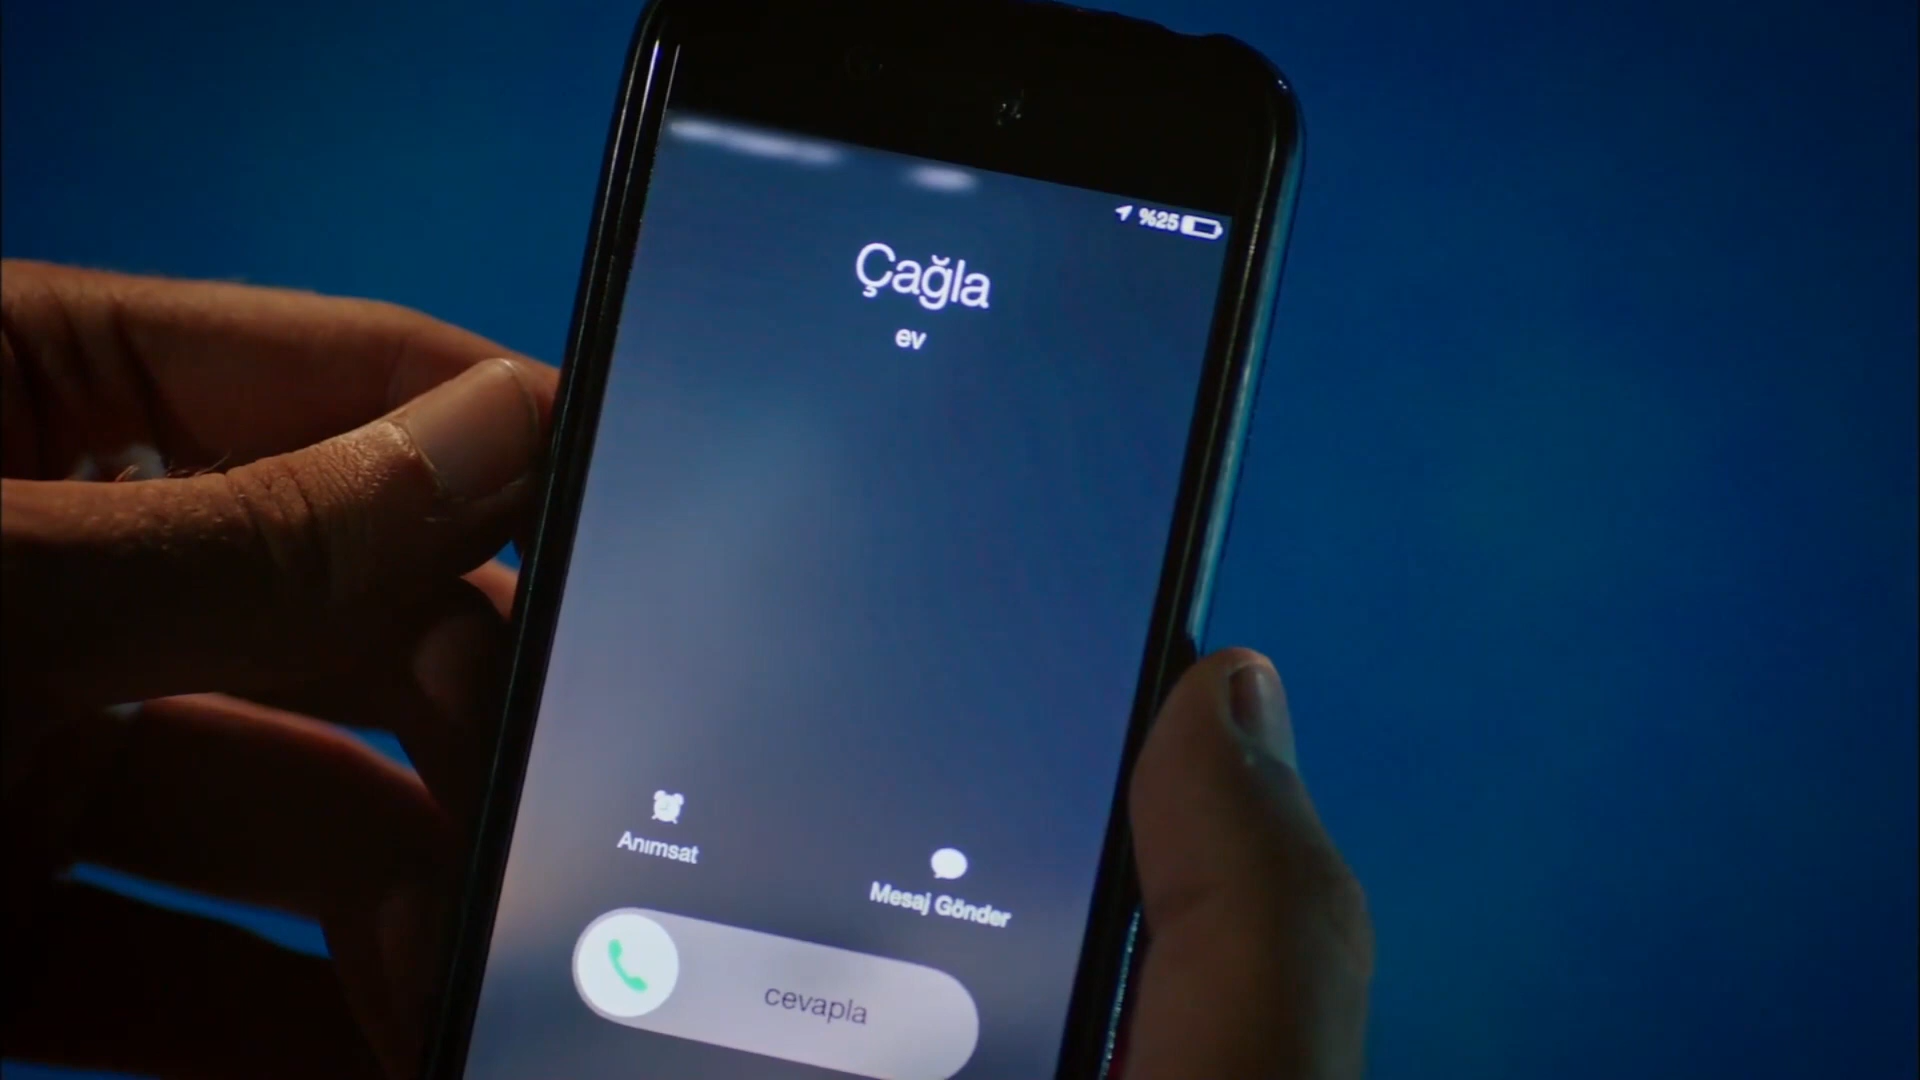 %25
Çağla
ev
Anımsat
Mesaj Gönder
cevapla